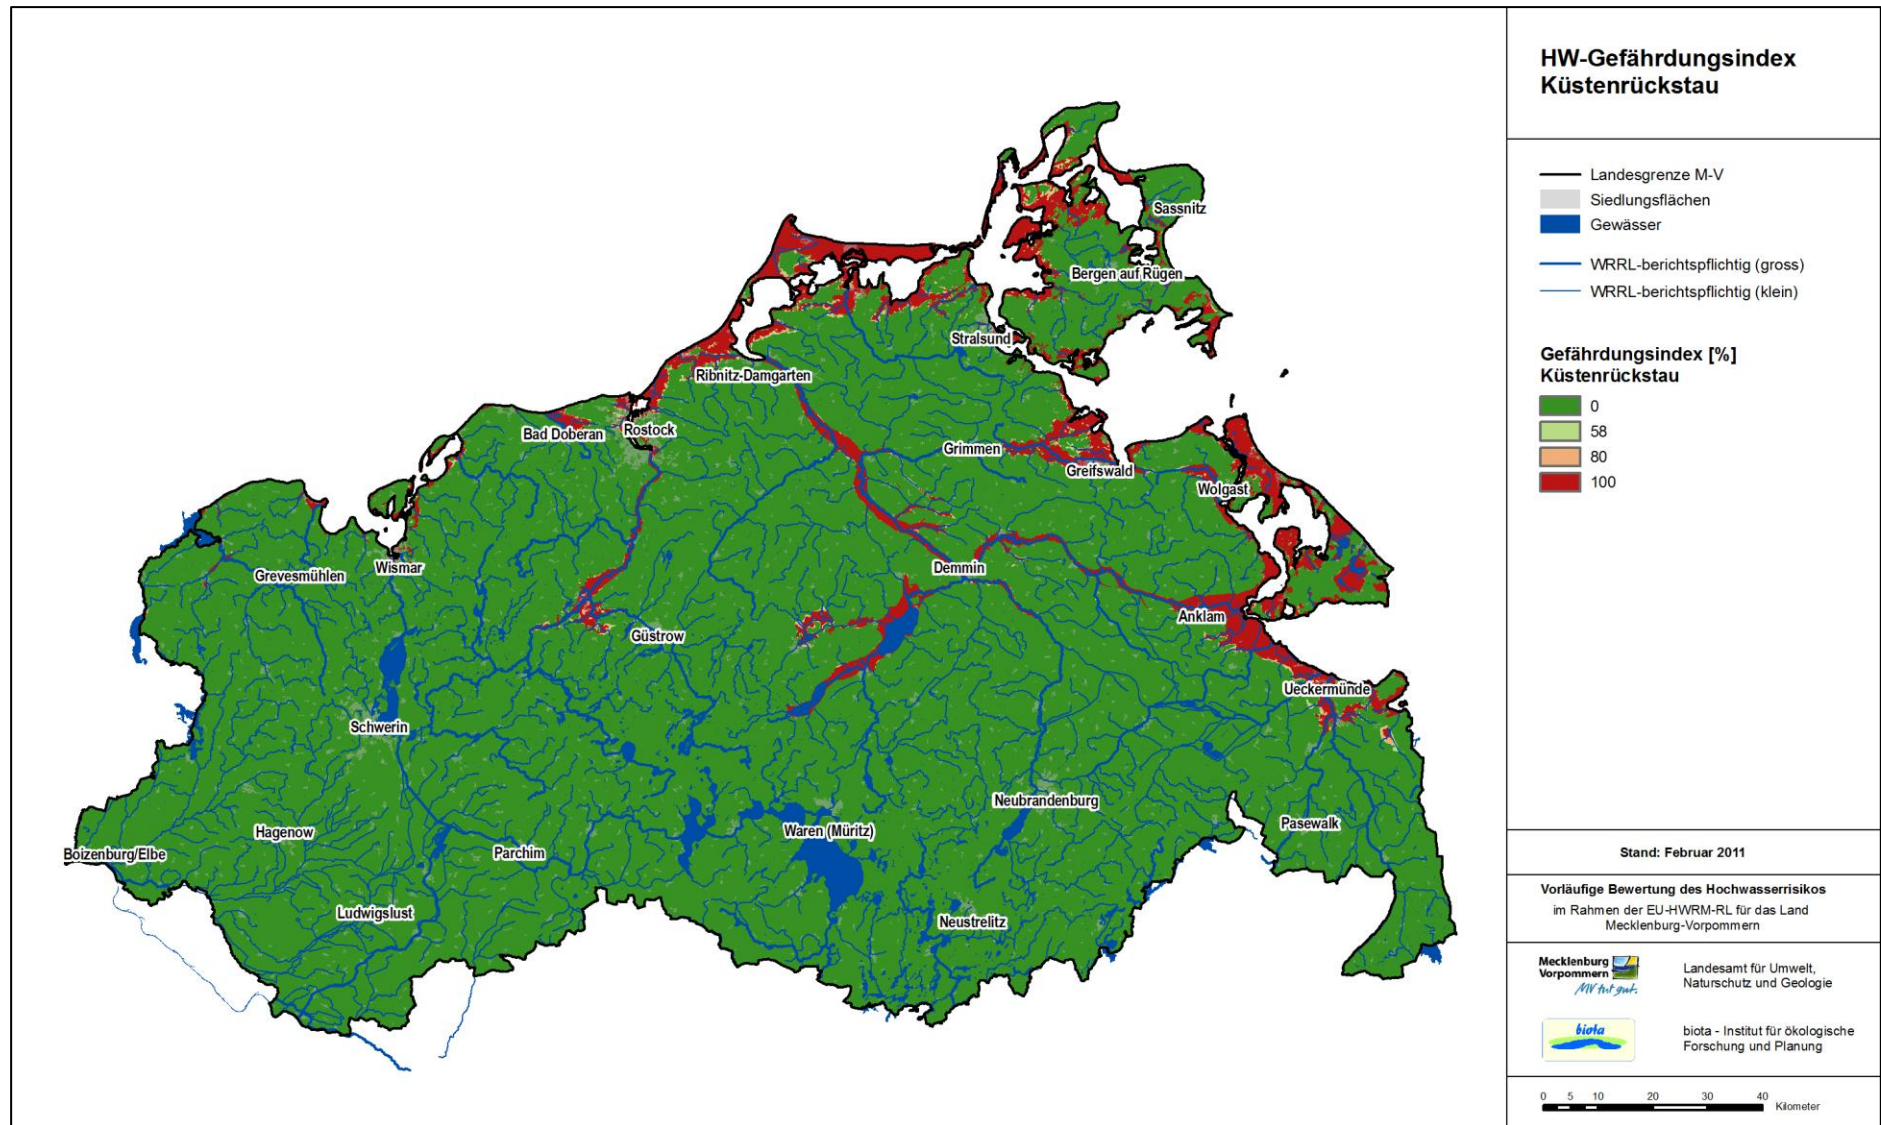 HW-Gefährdungsindex
Küstenrückstau
Landesgrenze M-V
Siedlungsflächen
Gewässer
WRRL-berichtspflichtig (gross)
WRRL-berichtspflichtig (klein)
Gefährdungsindex [%]
Küstenrückstau
0
58
80
100
Sassnitz
Bergen auf Rügen
Stralsund
Ribnitz-Damgarten
Bad Doberan
Rostock
Grimmen
Greifswald
Wolgast
Grevesmühlen
Wismar
Demmin
Anklam
Güstrow
Ueckermünde
Schwerin
Neubrandenburg
Hagenow
Waren (Müritz)
Pasewalk
Boizenburg/Elbe
Parchim
Ludwigslust
Neustrelitz
Stand: Februar 2011
Vorläufige Bewertung des Hochwasserrisikos
im Rahmen der EU-HWRM-RL für das Land
Mecklenburg-Vorpommern
Mecklenburg
Vorpommern
MV tut gut.
Landesamt für Umwelt,
Naturschutz und Geologie
biota
biota - Institut für ökologische
Forschung und Planung
0 5 10 20 30 40
Kilometer